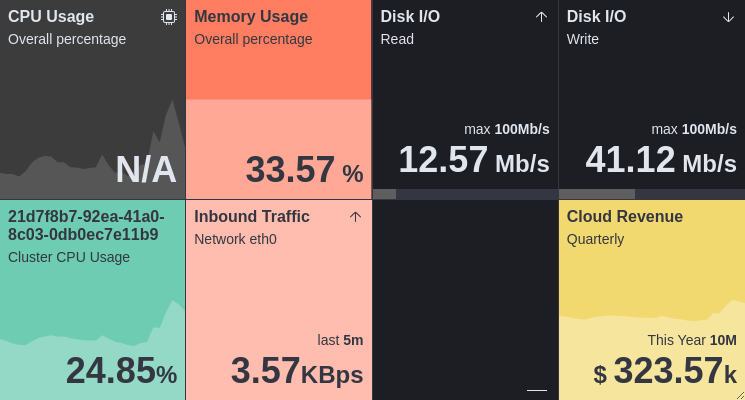 CPU Usage
Overall percentage
N/A
Memory Usage
Overall percentage
33.57 %
Disk I/O
Read
max 100Mb/s
12.57 Mb/s
Disk I/O
Write
max 100Mb/s
41.12 Mb/s
21d7f8b7-92ea-41a0-
8c03-0db0ec7e11b9
Cluster CPU Usage
24.85%
Inbound Traffic
Network eth0
last 5m
3.57KBps
Cloud Revenue
Quarterly
This Year 10M
$ 323.57k